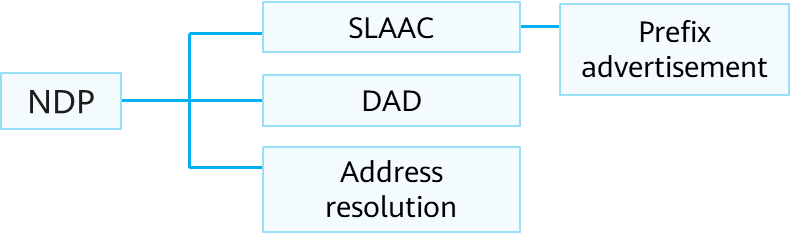 NDP
SLAAC
Prefix
advertisement
DAD
Address
resolution